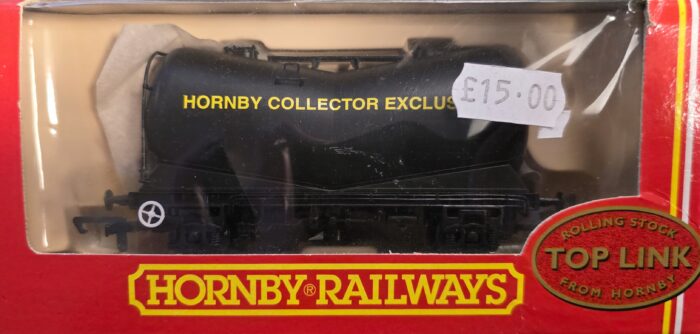 HORNBY COLLECTOR EXCLUS
£15.00
ROLLING STOCK
TOP LINK
FROM HORNBY
HORNBY® RAILWAYS